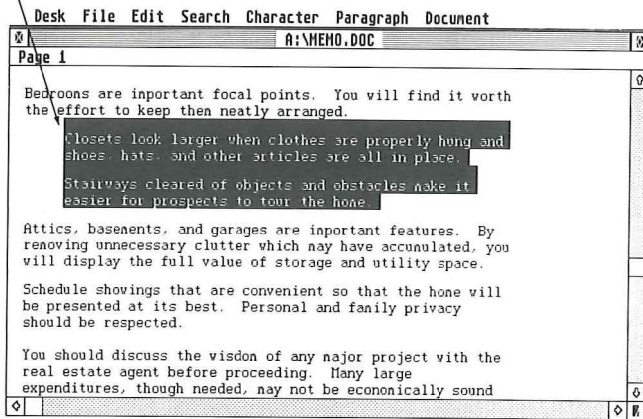 Desk File Edit Search Character Paragraph Document
A:\MEMO.DOC
Page 1
Bedrooms are important focal points. You will find it worth
the effort to keep them neatly arranged.
Closets look larger when clothes are properly hung and
shoes, hats, and other articles are all in place.
Stairways cleared of objects and obstacles make it
easier for prospects to tour the home.
Attics, basements, and garages are important features. By
removing unnecessary clutter which may have accumulated, you
will display the full value of storage and utility space.
Schedule showings that are convenient so that the home will
be presented at its best. Personal and family privacy
should be respected.
You should discuss the wisdom of any major project with the
real estate agent before proceeding. Many large
expenditures, though needed, may not be economically sound